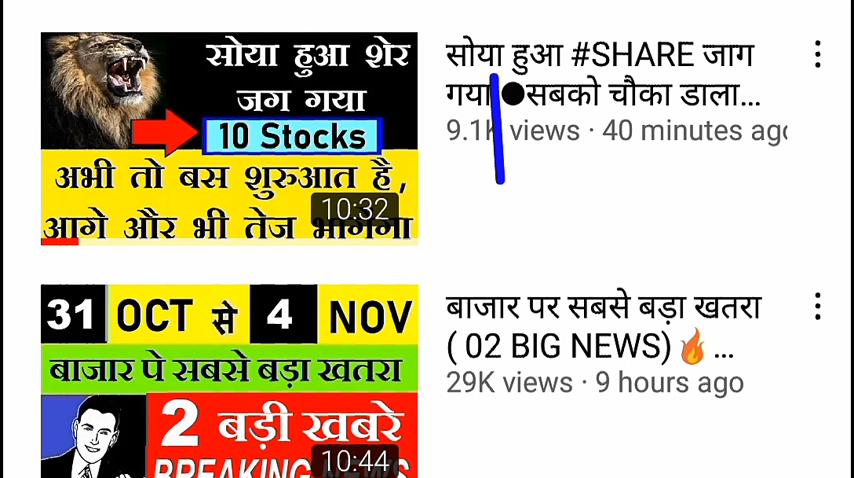 सोया हुआ शेर
जग गया
10 Stocks
अभी तो बस शुरुआत है,
आगे और भी तेज भागेगा
10:32
सोया हुआ #SHARE जाग
गया ●सबको चौका डाला...
9.1K views · 40 minutes ago
31 OCT से 4 NOV
बाजार पे सबसे बड़ा खतरा
2 बड़ी खबरे
BREAKING NEWS
10:44
बाजार पर सबसे बड़ा खतरा
( 02 BIG NEWS)🔥...
29K views · 9 hours ago